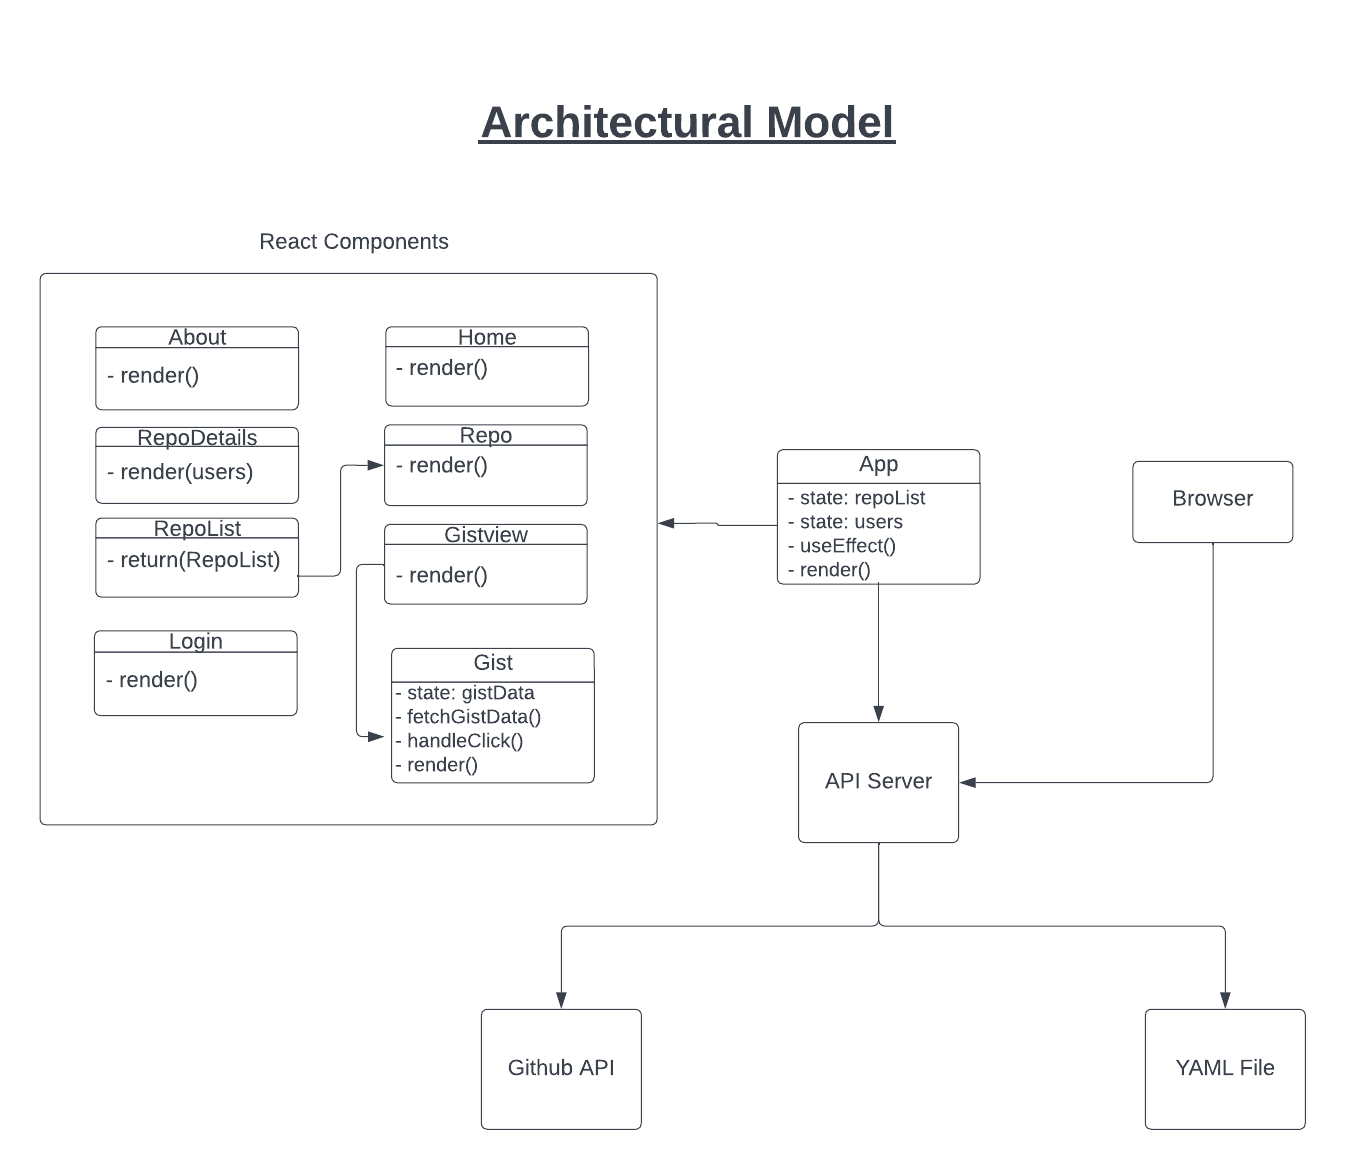 Architectural Model
React Components
About
- render()
Home
- render()
RepoDetails
- render(users)
Repo
- render()
RepoList
- return(RepoList)
Gistview
- render()
Login
- render()
Gist
- state: gistData
- fetchGistData()
- handleClick()
- render()
App
- state: repoList
- state: users
- useEffect()
- render()
Browser
API Server
Github API
YAML File